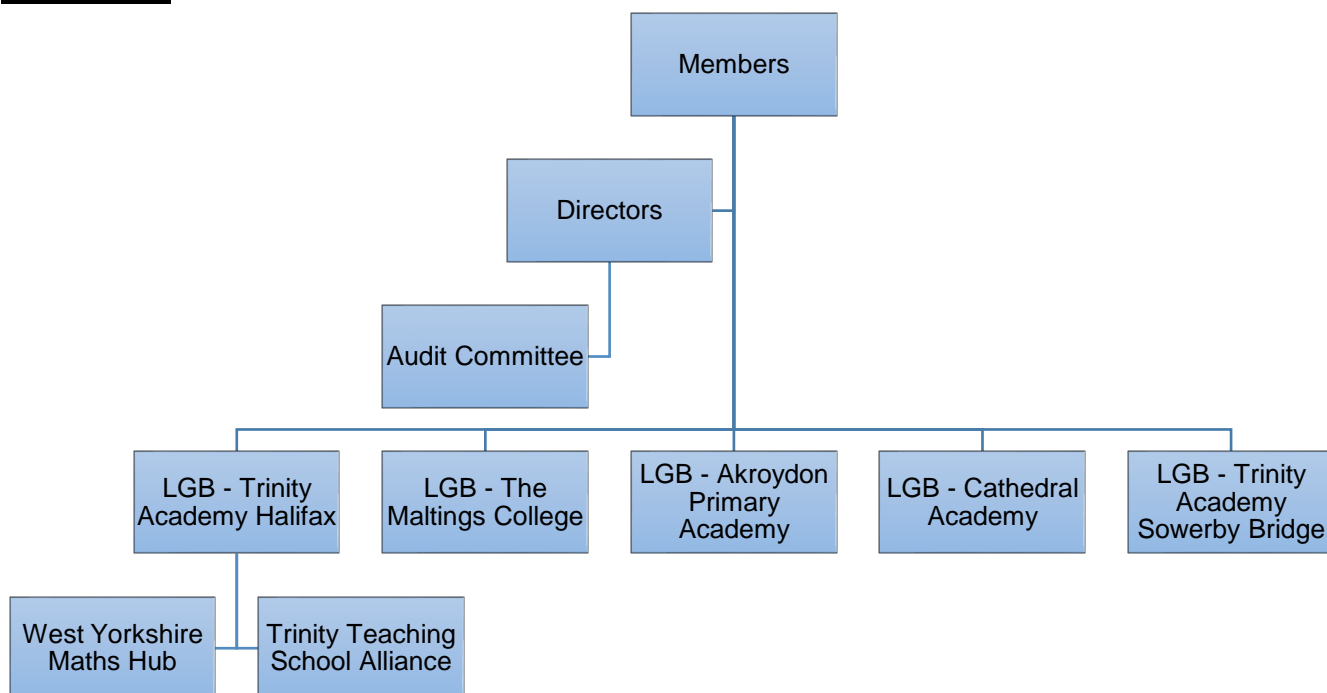 Members
Directors
Audit Committee
LGB - Trinity
Academy Halifax
LGB - The
Maltings College
LGB - Akroydon
Primary
Academy
LGB - Cathedral
Academy
LGB - Trinity
Academy
Sowerby Bridge
West Yorkshire
Maths Hub
Trinity Teaching
School Alliance